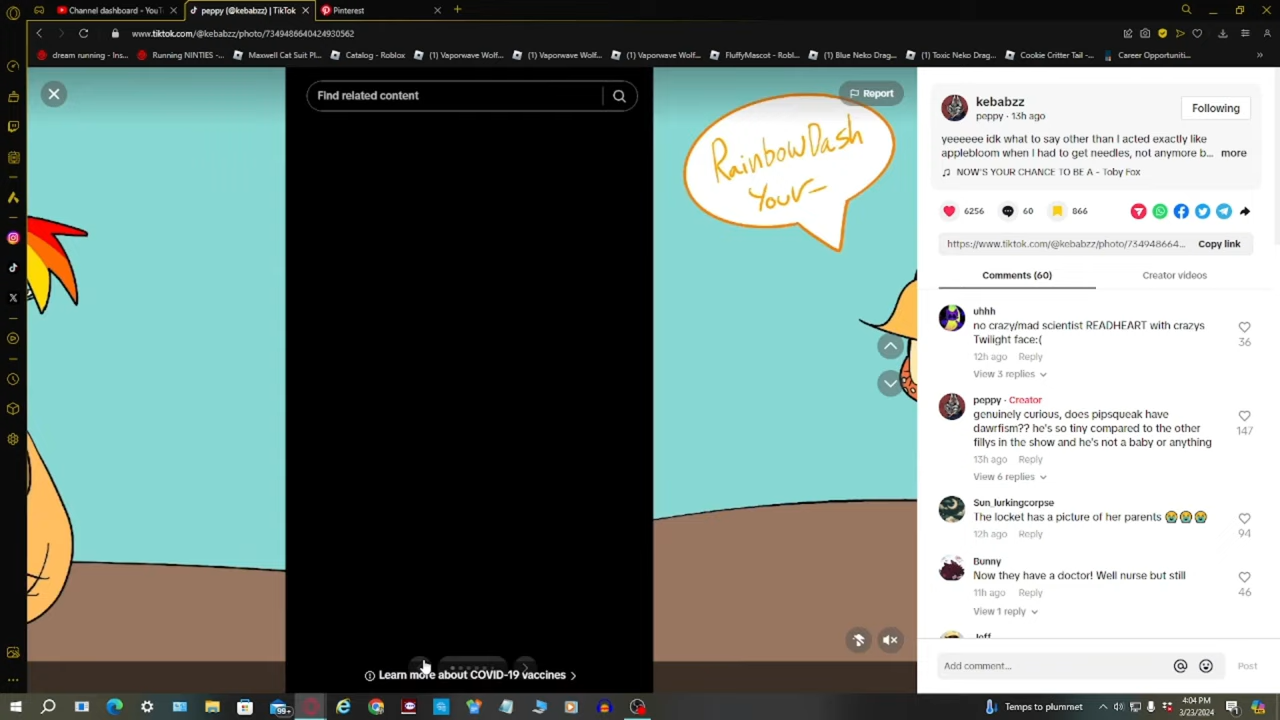 Channel dashboard - YouT
peppy (@kebabzz) | TikTok
Pinterest
www.tiktok.com/@kebabzz/photo/7349486640424930562
dream running - Ins...
Running NINTIES -...
Maxwell Cat Suit Pl...
Catalog - Roblox
(1) Vaporwave Wolf...
(1) Vaporwave Wolf...
(1) Vaporwave Wolf...
FluffyMascot - Robl...
(1) Blue Neko Drag...
(1) Toxic Neko Drag...
Cookie Critter Tail -...
Career Opportuniti...
Find related content
Report
RainbowDash
Your-
Learn more about COVID-19 vaccines
kebabzz
peppy · 13h ago
Following
yeeeeee idk what to say other than I acted exactly like
applebloom when I had to get needles, not anymore b... more
NOW'S YOUR CHANCE TO BE A - Toby Fox
6256
60
866
https://www.tiktok.com/@kebabzz/photo/734948664...
Copy link
Comments (60)
Creator videos
uhhh
no crazy/mad scientist READHEART with crazys
Twilight face:(
36
12h ago Reply
View 3 replies
peppy · Creator
genuinely curious, does pipsqueak have
dawrfism?? he's so tiny compared to the other
fillys in the show and he's not a baby or anything
147
13h ago Reply
View 6 replies
Sun_lurkingcorpse
The locket has a picture of her parents 😭😭😭
94
12h ago Reply
Bunny
Now they have a doctor! Well nurse but still
46
11h ago Reply
View 1 reply
Jeff
Add comment...
Post
99+
Temps to plummet
4:04 PM
3/23/2024